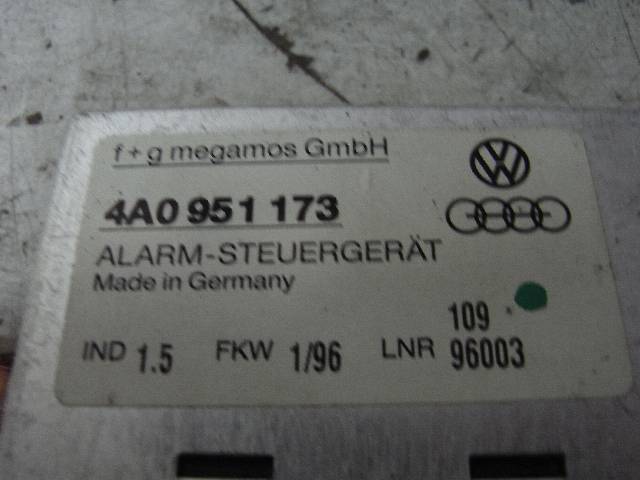 f+g megamos GmbH
4A0 951 173
ALARM-STEUERGERÄT
Made in Germany
109
IND 1.5 FKW 1/96 LNR 96003